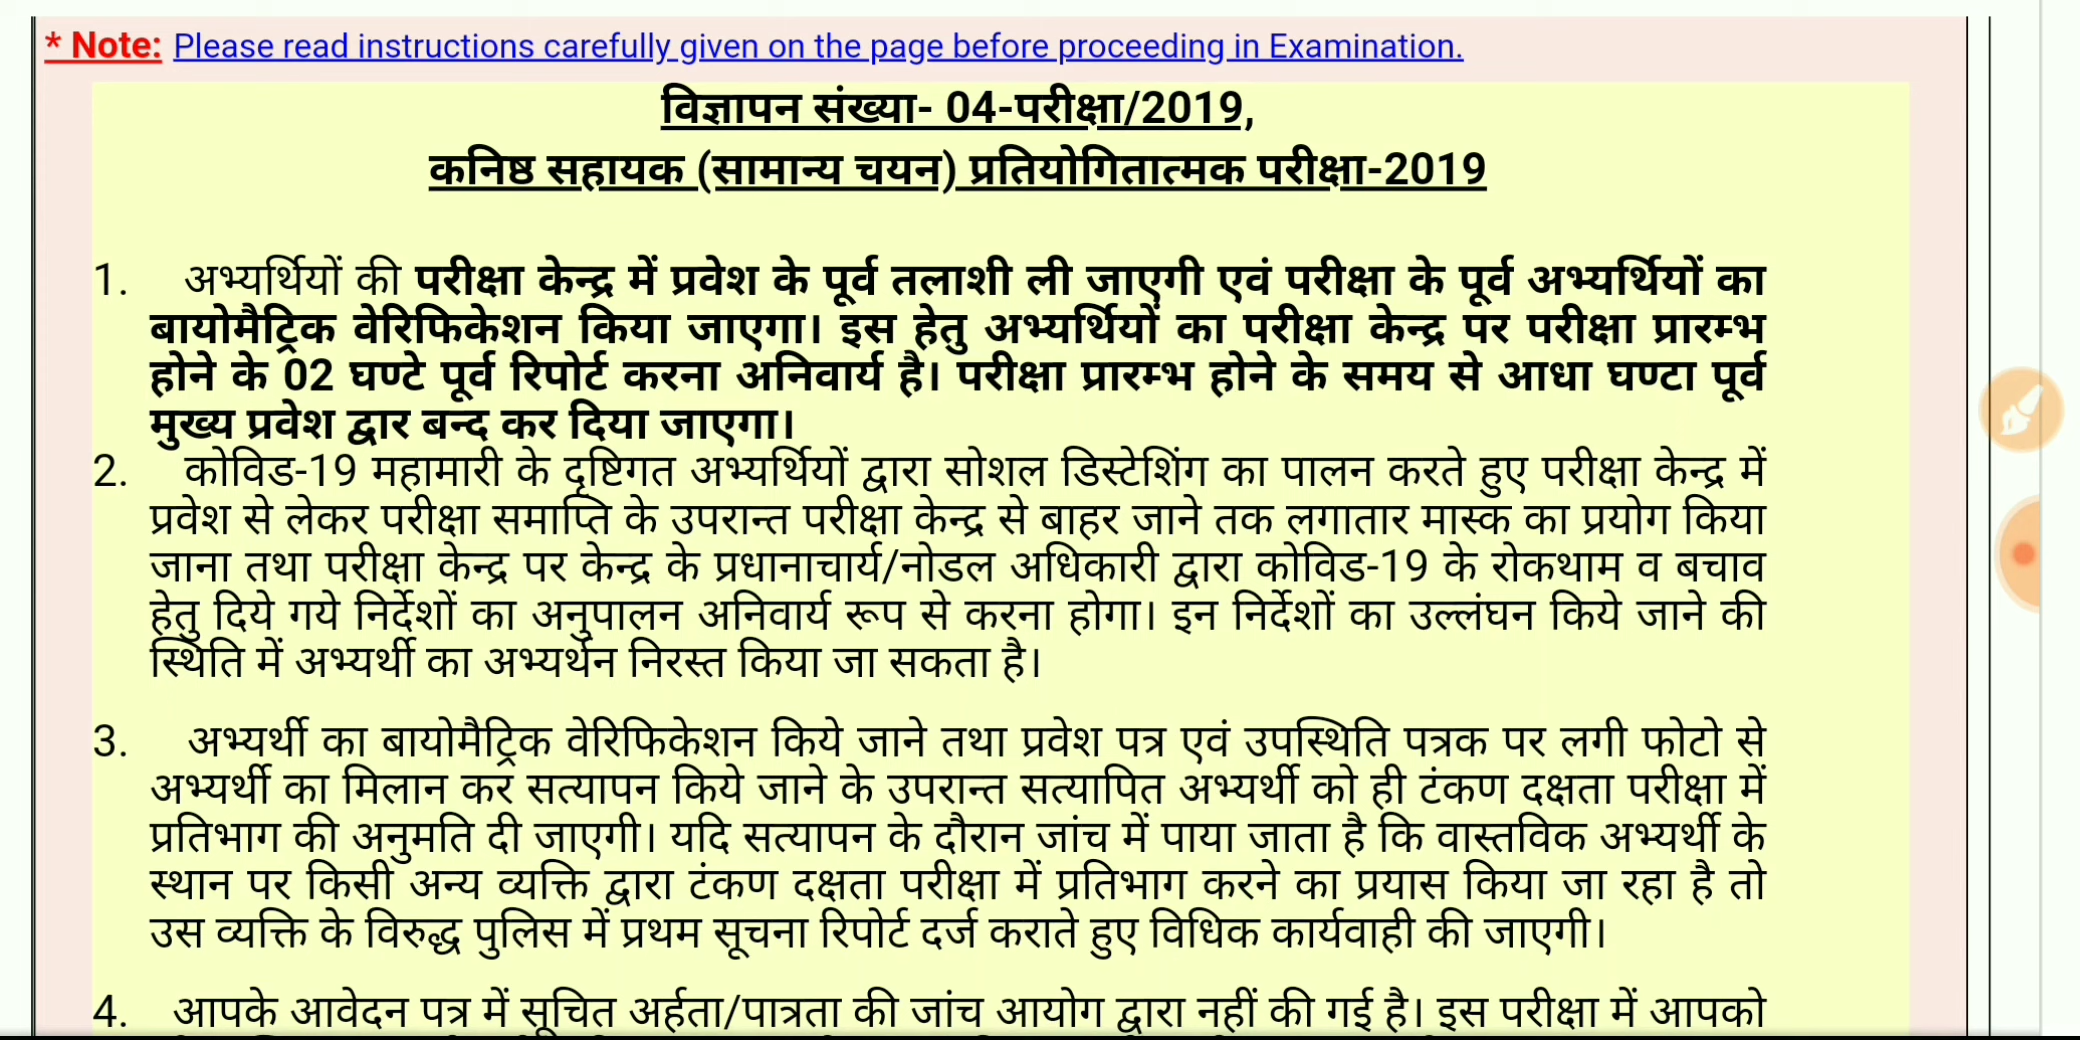 * Note: Please read instructions carefully given on the page before proceeding in Examination.
विज्ञापन संख्या- 04-परीक्षा/2019,
कनिष्ठ सहायक (सामान्य चयन) प्रतियोगितात्मक परीक्षा-2019
1. अभ्यर्थियों की परीक्षा केन्द्र में प्रवेश के पूर्व तलाशी ली जाएगी एवं परीक्षा के पूर्व अभ्यर्थियों का
बायोमैट्रिक वेरिफिकेशन किया जाएगा। इस हेतु अभ्यर्थियों का परीक्षा केन्द्र पर परीक्षा प्रारम्भ
होने के 02 घण्टे पूर्व रिपोर्ट करना अनिवार्य है। परीक्षा प्रारम्भ होने के समय से आधा घण्टा पूर्व
मुख्य प्रवेश द्वार बन्द कर दिया जाएगा।
2. कोविड-19 महामारी के दृष्टिगत अभ्यर्थियों द्वारा सोशल डिस्टेशिंग का पालन करते हुए परीक्षा केन्द्र में
प्रवेश से लेकर परीक्षा समाप्ति के उपरान्त परीक्षा केन्द्र से बाहर जाने तक लगातार मास्क का प्रयोग किया
जाना तथा परीक्षा केन्द्र पर केन्द्र के प्रधानाचार्य/नोडल अधिकारी द्वारा कोविड-19 के रोकथाम व बचाव
हेतु दिये गये निर्देशों का अनुपालन अनिवार्य रूप से करना होगा। इन निर्देशों का उल्लंघन किये जाने की
स्थिति में अभ्यर्थी का अभ्यर्थन निरस्त किया जा सकता है।
3. अभ्यर्थी का बायोमैट्रिक वेरिफिकेशन किये जाने तथा प्रवेश पत्र एवं उपस्थिति पत्रक पर लगी फोटो से
अभ्यर्थी का मिलान कर सत्यापन किये जाने के उपरान्त सत्यापित अभ्यर्थी को ही टंकण दक्षता परीक्षा में
प्रतिभाग की अनुमति दी जाएगी। यदि सत्यापन के दौरान जांच में पाया जाता है कि वास्तविक अभ्यर्थी के
स्थान पर किसी अन्य व्यक्ति द्वारा टंकण दक्षता परीक्षा में प्रतिभाग करने का प्रयास किया जा रहा है तो
उस व्यक्ति के विरुद्ध पुलिस में प्रथम सूचना रिपोर्ट दर्ज कराते हुए विधिक कार्यवाही की जाएगी।
4. आपके आवेदन पत्र में सूचित अर्हता/पात्रता की जांच आयोग द्वारा नहीं की गई है। इस परीक्षा में आपको